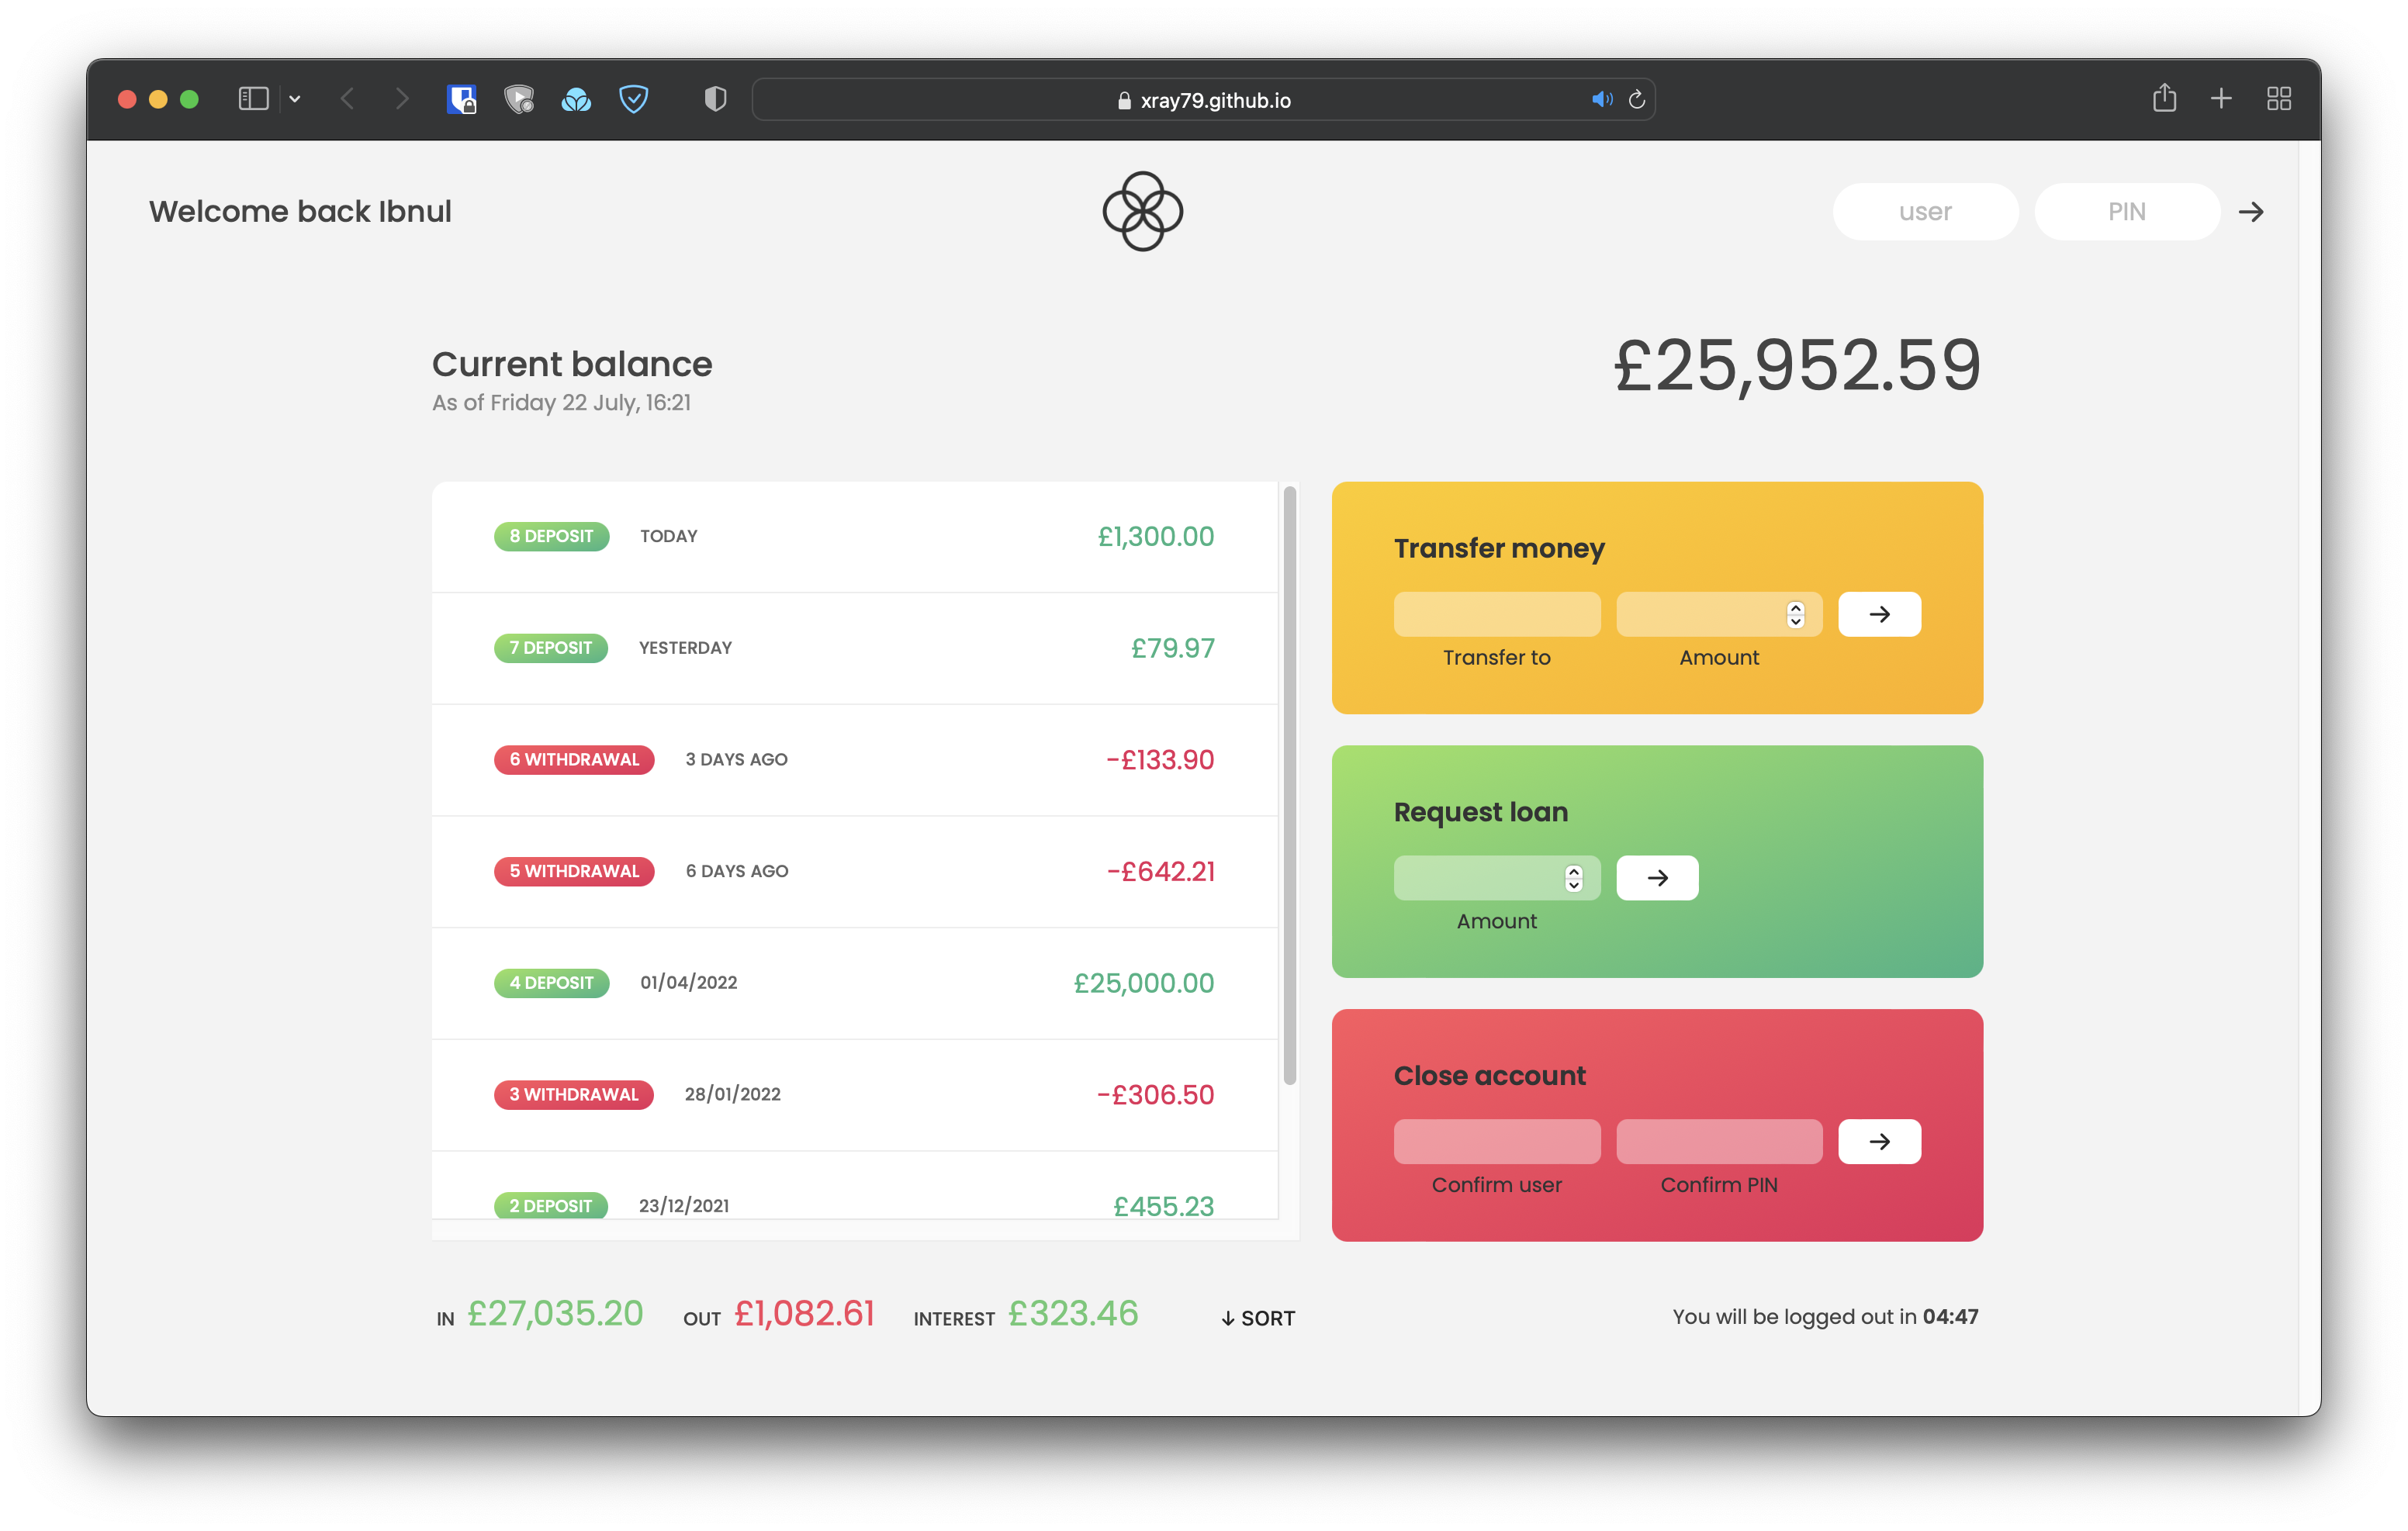 xray79.github.io
Welcome back Ibnul
user
PIN
Current balance
As of Friday 22 July, 16:21
£25,952.59
8 DEPOSIT TODAY £1,300.00
7 DEPOSIT YESTERDAY £79.97
6 WITHDRAWAL 3 DAYS AGO -£133.90
5 WITHDRAWAL 6 DAYS AGO -£642.21
4 DEPOSIT 01/04/2022 £25,000.00
3 WITHDRAWAL 28/01/2022 -£306.50
2 DEPOSIT 23/12/2021 £455.23
Transfer money
Transfer to Amount
Request loan
Amount
Close account
Confirm user Confirm PIN
IN £27,035.20 OUT £1,082.61 INTEREST £323.46 ↓ SORT
You will be logged out in 04:47